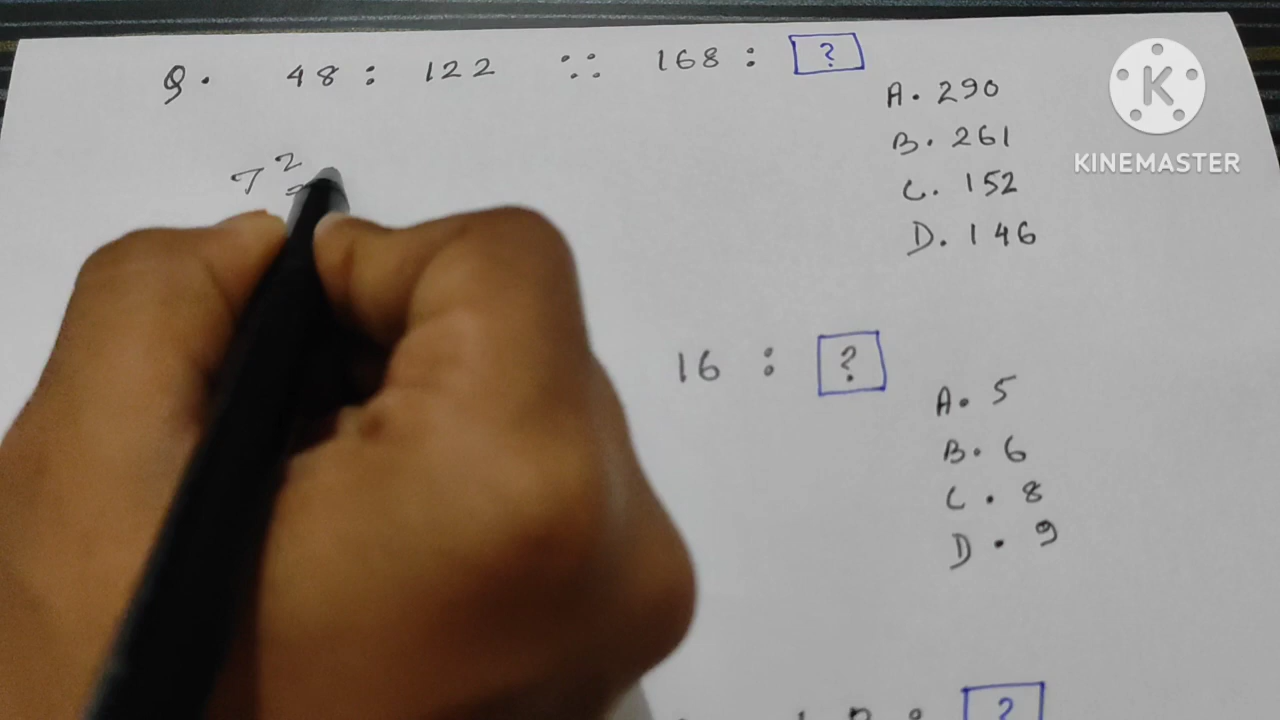 Q. 48 : 122 :: 168 : ?
A. 290
B. 261
C. 152
D. 146
KINEMASTER
7² =
16 : ?
A. 5
B. 6
C. 8
D. 9
?